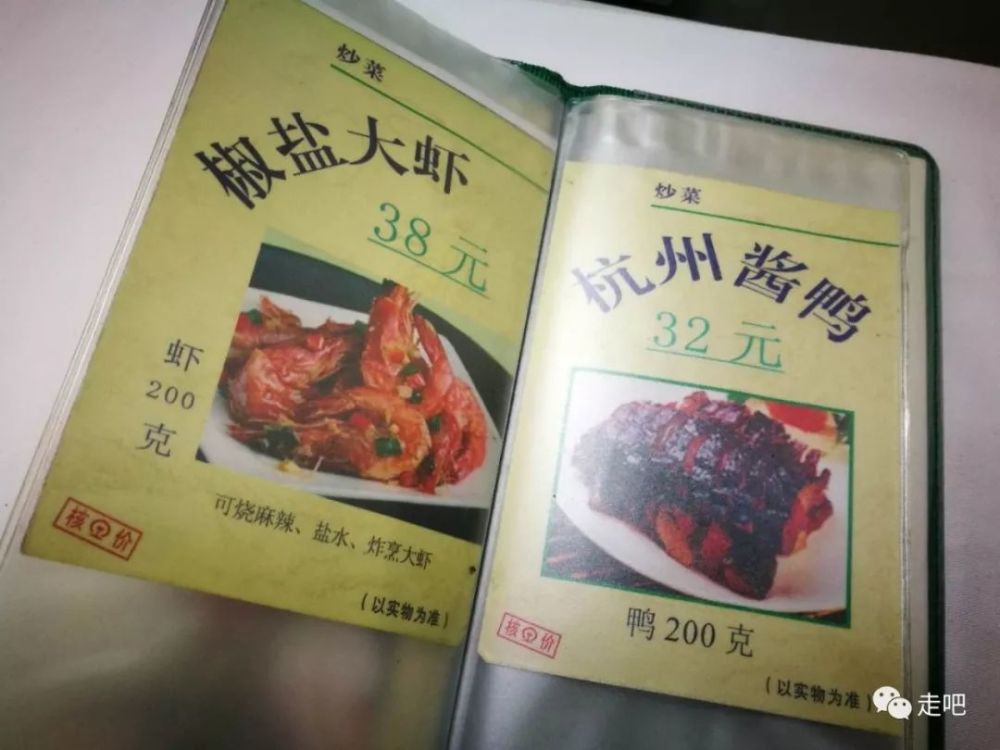 炒菜
椒盐大虾
38元
虾
200
克
可烧麻辣、盐水、炸烹大虾
核价
(以实物为准)
炒菜
杭州酱鸭
32元
鸭200克
核价
(以实物为准)
走吧